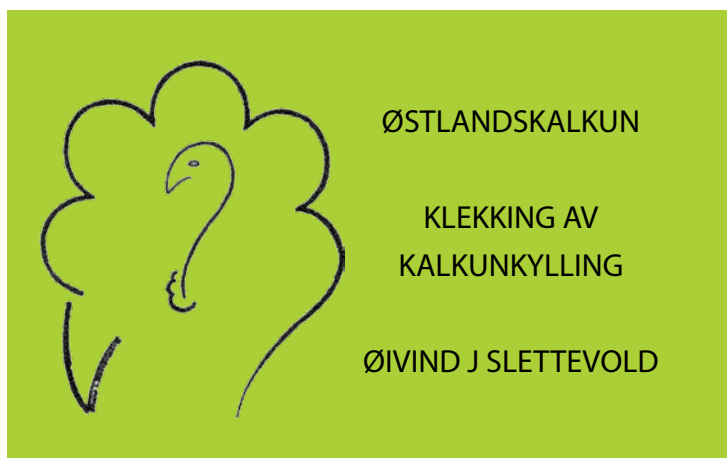 ØSTLANDSKALKUN
KLEKKING AV
KALKUNKYLLING
ØIVIND J SLETTEVOLD